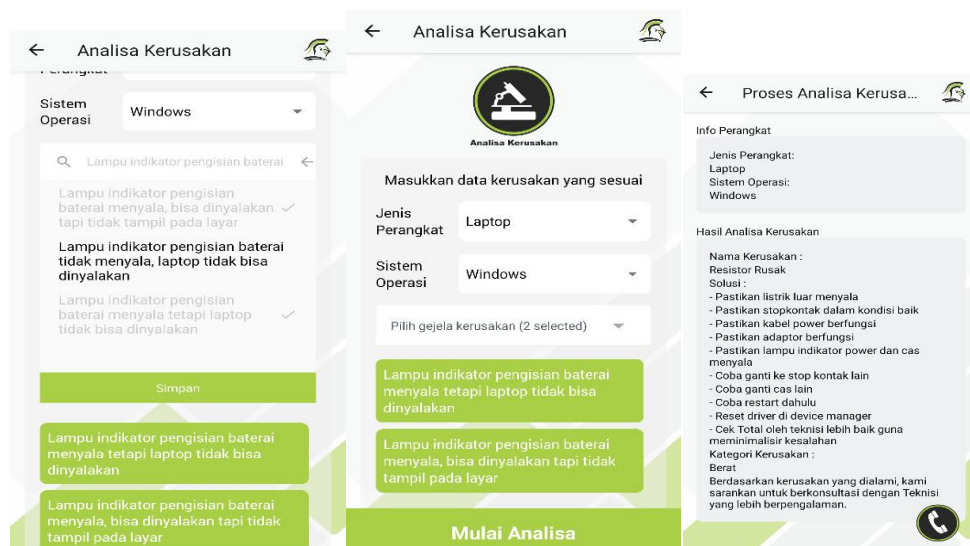 Analisa Kerusakan
Perangkat
Sistem
Operasi
Windows
Lampu indikator pengisian baterai
Lampu indikator pengisian
baterai menyala, bisa dinyalakan
tapi tidak tampil pada layar
Lampu indikator pengisian baterai
tidak menyala, laptop tidak bisa
dinyalakan
Lampu indikator pengisian
baterai menyala tetapi laptop
tidak bisa dinyalakan
Simpan
Lampu indikator pengisian baterai
menyala tetapi laptop tidak bisa
dinyalakan
Lampu indikator pengisian baterai
menyala, bisa dinyalakan tapi tidak
tampil pada layar
Analisa Kerusakan
Analisa Kerusakan
Masukkan data kerusakan yang sesuai
Jenis
Perangkat
Laptop
Sistem
Operasi
Windows
Pilih gejela kerusakan (2 selected)
Lampu indikator pengisian baterai
menyala tetapi laptop tidak bisa
dinyalakan
Lampu indikator pengisian baterai
menyala, bisa dinyalakan tapi tidak
tampil pada layar
Mulai Analisa
Proses Analisa Kerusa...
Info Perangkat
Jenis Perangkat:
Laptop
Sistem Operasi:
Windows
Hasil Analisa Kerusakan
Nama Kerusakan :
Resistor Rusak
Solusi :
- Pastikan listrik luar menyala
- Pastikan stopkontak dalam kondisi baik
- Pastikan kabel power berfungsi
- Pastikan adaptor berfungsi
- Pastikan lampu indikator power dan cas
menyala
- Coba ganti ke stop kontak lain
- Coba ganti cas lain
- Coba restart dahulu
- Reset driver di device manager
- Cek Total oleh teknisi lebih baik guna
meminimalisir kesalahan
Kategori Kerusakan :
Berat
Berdasarkan kerusakan yang dialami, kami
sarankan untuk berkonsultasi dengan Teknisi
yang lebih berpengalaman.